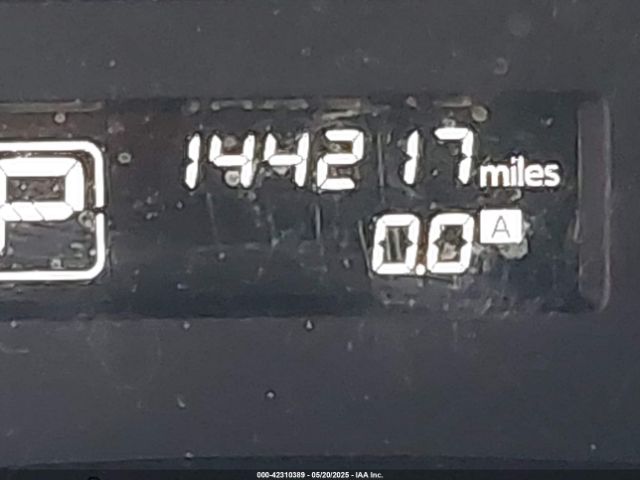 144217 miles
P
0.0 A
000-42310389 - 05/20/2025 - IAA Inc.